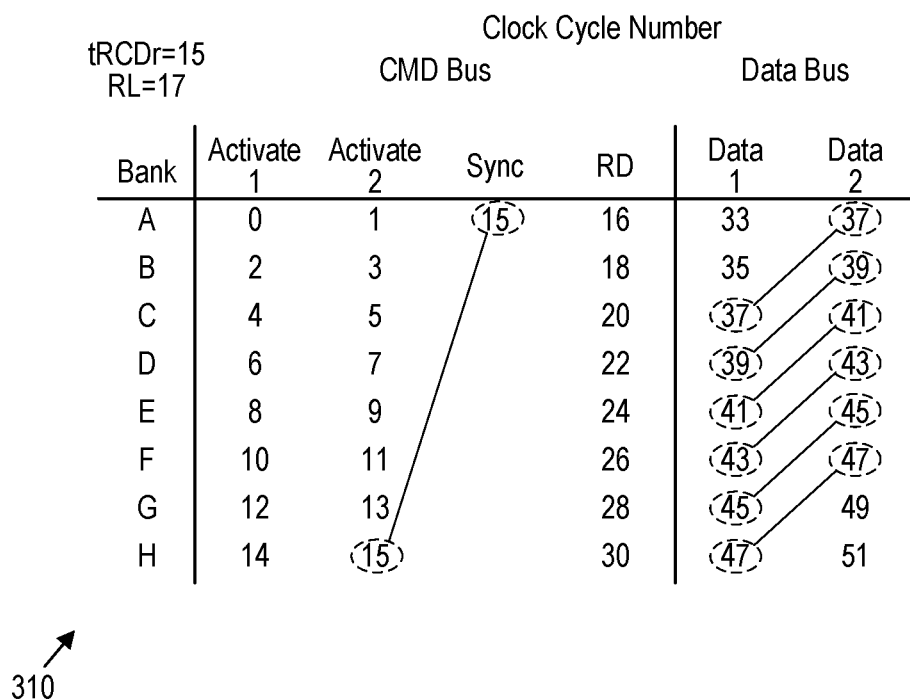 Clock Cycle Number
tRCDr=15
RL=17
CMD Bus Data Bus
Bank Activate 1 Activate 2 Sync RD Data 1 Data 2
A 0 1 15 16 33 37
B 2 3 18 35 39
C 4 5 20 37 41
D 6 7 22 39 43
E 8 9 24 41 45
F 10 11 26 43 47
G 12 13 28 45 49
H 14 15 30 47 51
310